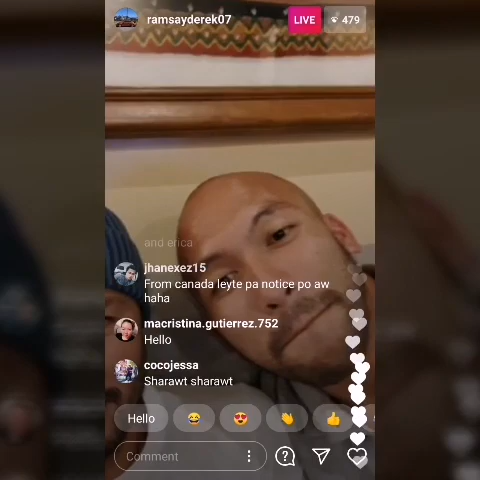 ramsayderek07
LIVE
479
and erica
jhanexez15
From canada leyte pa notice po aw
haha
macristina.gutierrez.752
Hello
cocojessa
Sharawt sharawt
Hello
Comment